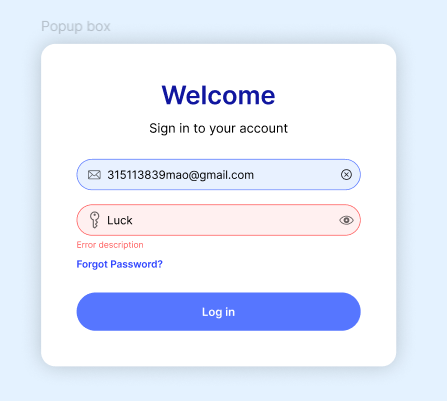 Popup box
Welcome
Sign in to your account
315113839mao@gmail.com
Luck
Error description
Forgot Password?
Log in